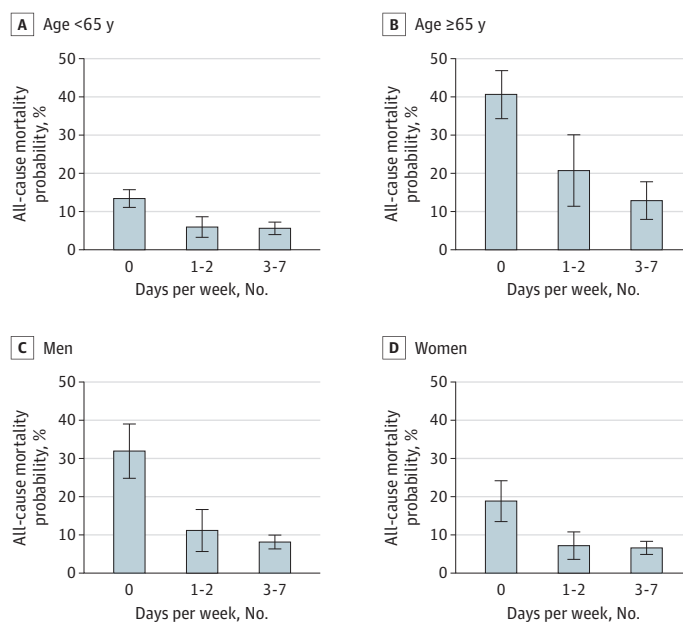 A Age <65 y
All-cause mortality
probability, %
50
40
30
20
10
0
0 1-2 3-7
Days per week, No.
B Age ≥65 y
All-cause mortality
probability, %
50
40
30
20
10
0
0 1-2 3-7
Days per week, No.
C Men
All-cause mortality
probability, %
50
40
30
20
10
0
0 1-2 3-7
Days per week, No.
D Women
All-cause mortality
probability, %
50
40
30
20
10
0
0 1-2 3-7
Days per week, No.